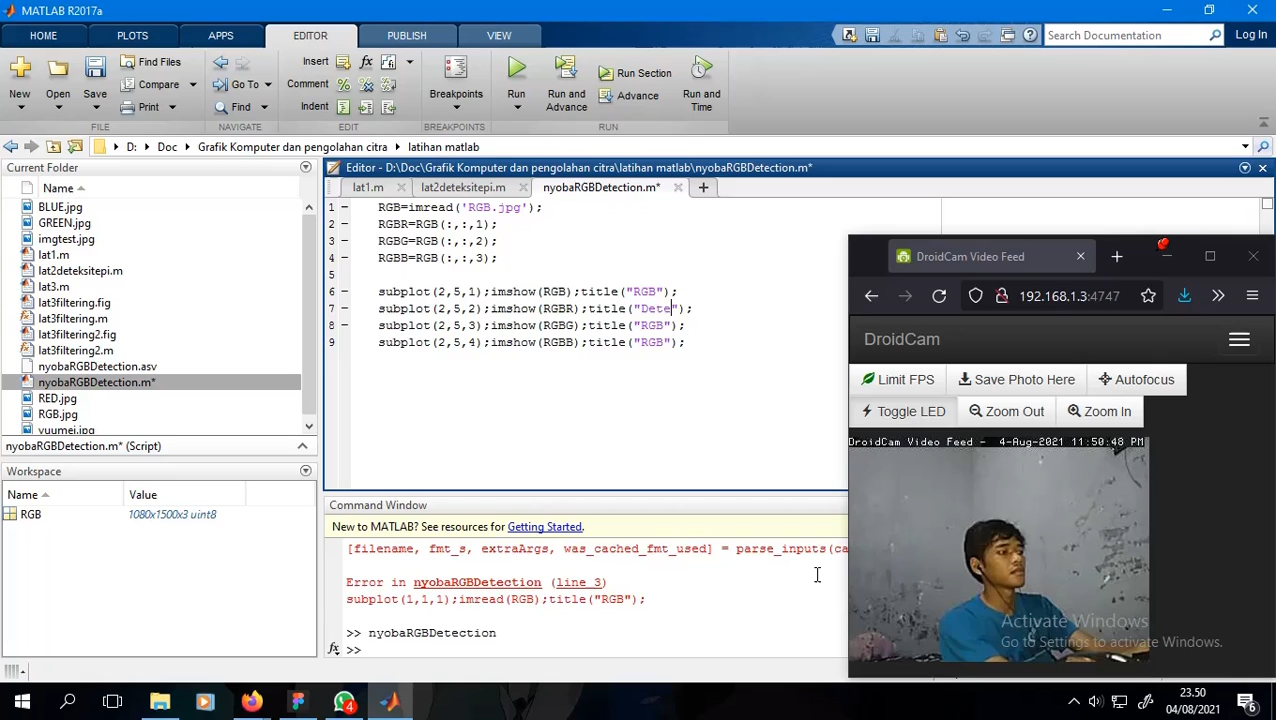 MATLAB R2017a
HOME PLOTS APPS EDITOR PUBLISH VIEW Search Documentation Log In
New Open Save Find Files Compare Print Go To Find Insert fx Comment Indent Breakpoints Run Run and Advance Run Section Advance Run and Time
FILE NAVIGATE EDIT BREAKPOINTS RUN
D: Doc Grafik Komputer dan pengolahan citra latihan matlab
Current Folder
Name
BLUE.jpg
GREEN.jpg
imgtest.jpg
lat1.m
lat2deteksitepi.m
lat3.m
lat3filtering.fig
lat3filtering.m
lat3filtering2.fig
lat3filtering2.m
nyobaRGBDetection.asv
nyobaRGBDetection.m*
RED.jpg
RGB.jpg
yuumei.jpg
nyobaRGBDetection.m* (Script)
Workspace
Name Value
RGB 1080x1500x3 uint8
Editor - D:\Doc\Grafik Komputer dan pengolahan citra\latihan matlab\nyobaRGBDetection.m*
lat1.m lat2deteksitepi.m nyobaRGBDetection.m*
1 – RGB=imread('RGB.jpg');
2 – RGBR=RGB(:,:,1);
3 – RGBG=RGB(:,:,2);
4 – RGBB=RGB(:,:,3);
5
6 – subplot(2,5,1);imshow(RGB);title("RGB");
7 – subplot(2,5,2);imshow(RGBR);title("Dete");
8 – subplot(2,5,3);imshow(RGBG);title("RGB");
9 – subplot(2,5,4);imshow(RGBB);title("RGB");
Command Window
New to MATLAB? See resources for Getting Started.
[filename, fmt_s, extraArgs, was_cached_fmt_used] = parse_inputs(ca
Error in nyobaRGBDetection (line 3)
subplot(1,1,1);imread(RGB);title("RGB");
>> nyobaRGBDetection
fx >>
DroidCam Video Feed
192.168.1.3:4747
DroidCam
Limit FPS Save Photo Here Autofocus
Toggle LED Zoom Out Zoom In
DroidCam Video Feed - 4-Aug-2021 11:50:48 PM
Activate Windows
Go to Settings to activate Windows.
4
23.50
04/08/2021
6